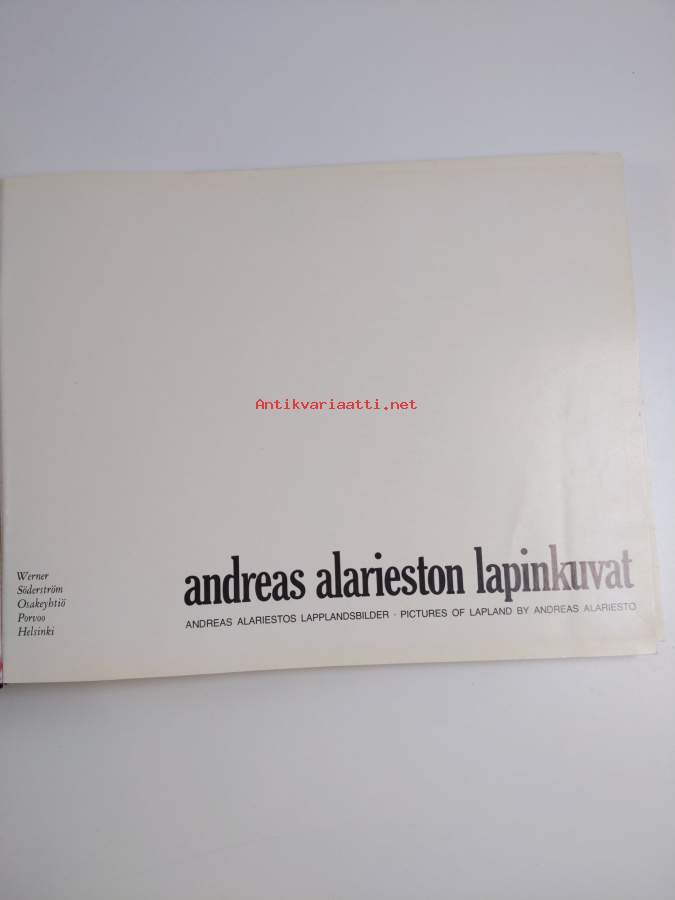 Antikvariaatti.net
Werner
Söderström
Osakeyhtiö
Porvoo
Helsinki
andreas alarieston lapinkuvat
ANDREAS ALARIESTOS LAPPLANDSBILDER · PICTURES OF LAPLAND BY ANDREAS ALARIESTO